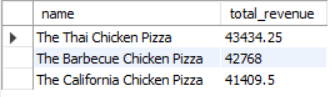 name total_revenue
The Thai Chicken Pizza 43434.25
The Barbecue Chicken Pizza 42768
The California Chicken Pizza 41409.5